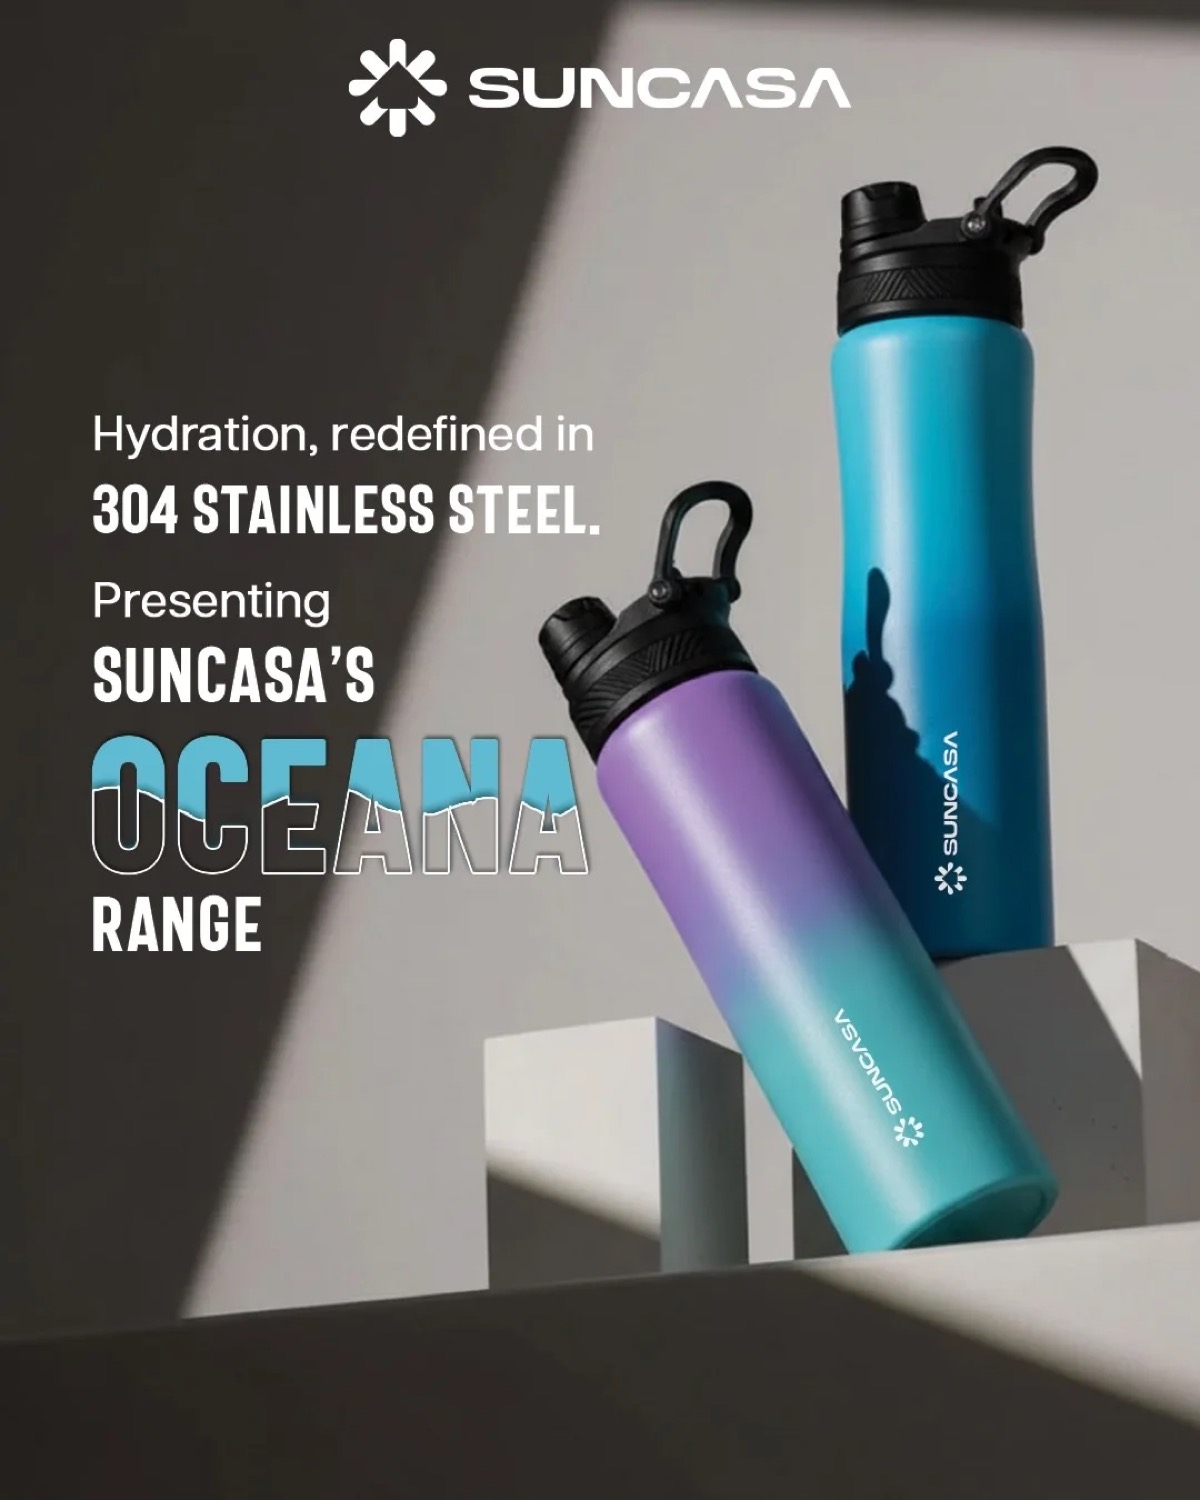 SUNCASA
Hydration, redefined in
304 STAINLESS STEEL.
Presenting
SUNCASA'S
OCEANA
RANGE
SUNCASA
SUNCASA